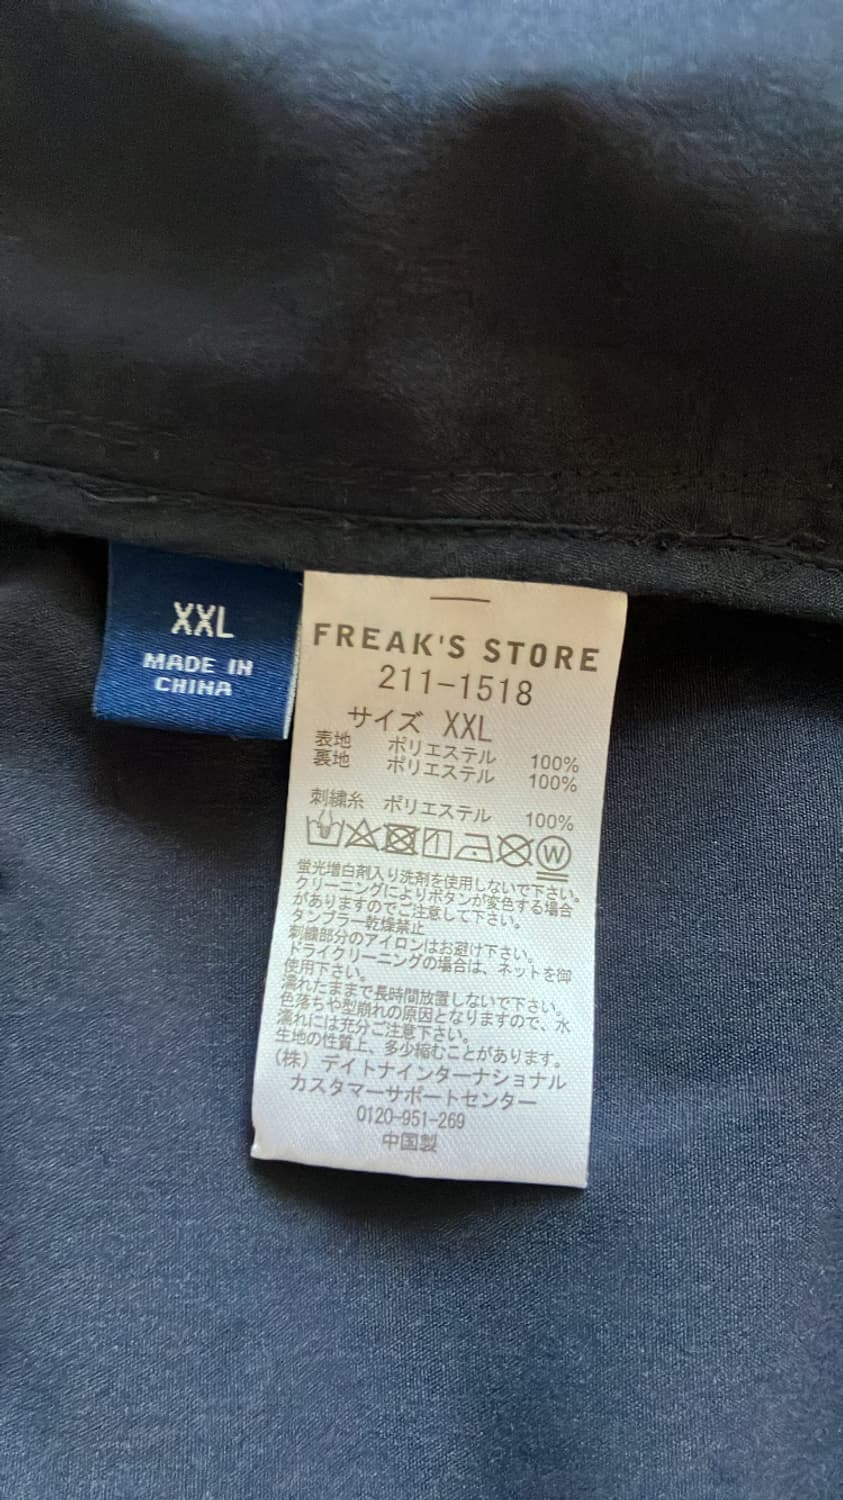 XXL
MADE IN
CHINA
FREAK'S STORE
211-1518
サイズ XXL
表地 ポリエステル 100%
裏地 ポリエステル 100%
刺繍糸 ポリエステル 100%
W
蛍光増白剤入り洗剤を使用しないで下さい。
クリーニングによりボタンが変色する場合
がありますのでご注意して下さい。
タンブラー乾燥禁止
刺繍部分のアイロンはお避け下さい。
ドライクリーニングの場合は、ネットを御
使用下さい。
濡れたままで長時間放置しないで下さい。
色落ちや型崩れの原因となりますので、水
濡れには充分ご注意下さい。
生地の性質上、多少縮むことがあります。
(株) デイトナインターナショナル
カスタマーサポートセンター
0120-951-269
中国製